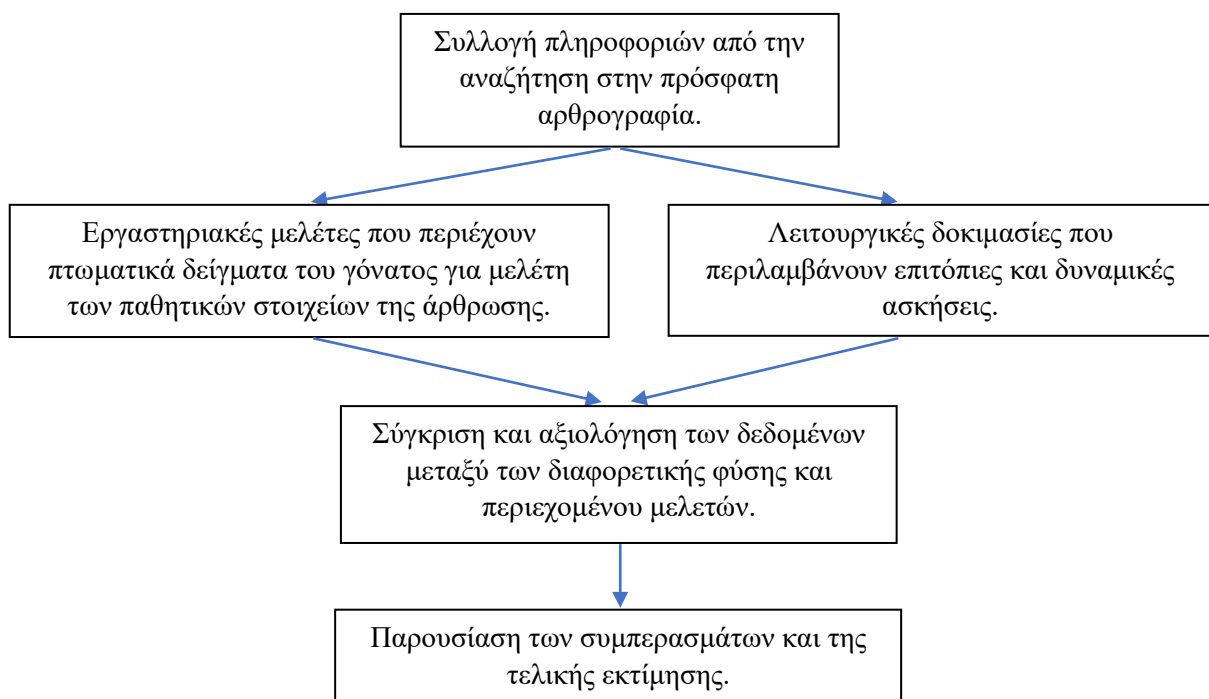 Συλλογή πληροφοριών από την
αναζήτηση στην πρόσφατη
αρθρογραφία.
Εργαστηριακές μελέτες που περιέχουν
πτωματικά δείγματα του γόνατος για μελέτη
των παθητικών στοιχείων της άρθρωσης.
Λειτουργικές δοκιμασίες που
περιλαμβάνουν επιτόπιες και δυναμικές
ασκήσεις.
Σύγκριση και αξιολόγηση των δεδομένων
μεταξύ των διαφορετικής φύσης και
περιεχομένου μελετών.
Παρουσίαση των συμπερασμάτων και της
τελικής εκτίμησης.